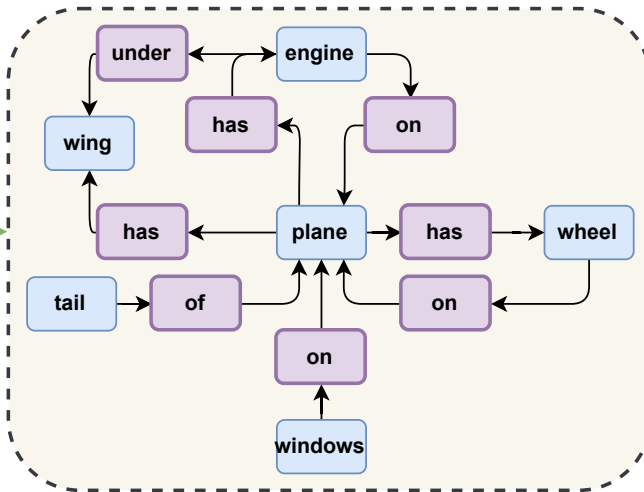 under
engine
has
on
wing
has
plane
has
wheel
tail
of
on
on
windows